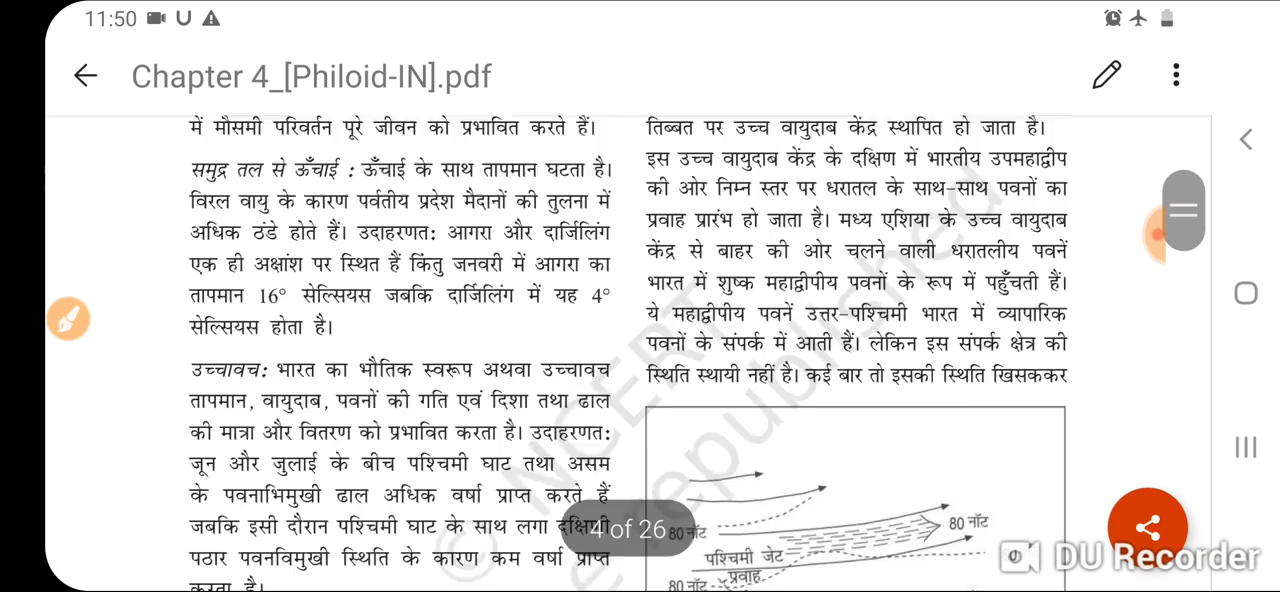 11:50
Chapter 4_[Philoid-IN].pdf
में मौसमी परिवर्तन पूरे जीवन को प्रभावित करते हैं।
समुद्र तल से ऊँचाई : ऊँचाई के साथ तापमान घटता है।
विरल वायु के कारण पर्वतीय प्रदेश मैदानों की तुलना में
अधिक ठंडे होते हैं। उदाहरणत: आगरा और दार्जिलिंग
एक ही अक्षांश पर स्थित हैं किंतु जनवरी में आगरा का
तापमान 16° सेल्सियस जबकि दार्जिलिंग में यह 4°
सेल्सियस होता है।
उच्चावच: भारत का भौतिक स्वरूप अथवा उच्चावच
तापमान, वायुदाब, पवनों की गति एवं दिशा तथा ढाल
की मात्रा और वितरण को प्रभावित करता है। उदाहरणत:
जून और जुलाई के बीच पश्चिमी घाट तथा असम
के पवनाभिमुखी ढाल अधिक वर्षा प्राप्त करते हैं
जबकि इसी दौरान पश्चिमी घाट के साथ लगा दक्षिणी
पठार पवनविमुखी स्थिति के कारण कम वर्षा प्राप्त
करता है।
तिब्बत पर उच्च वायुदाब केंद्र स्थापित हो जाता है।
इस उच्च वायुदाब केंद्र के दक्षिण में भारतीय उपमहाद्वीप
की ओर निम्न स्तर पर धरातल के साथ-साथ पवनों का
प्रवाह प्रारंभ हो जाता है। मध्य एशिया के उच्च वायुदाब
केंद्र से बाहर की ओर चलने वाली धरातलीय पवनें
भारत में शुष्क महाद्वीपीय पवनों के रूप में पहुँचती हैं।
ये महाद्वीपीय पवनें उत्तर-पश्चिमी भारत में व्यापारिक
पवनों के संपर्क में आती हैं। लेकिन इस संपर्क क्षेत्र की
स्थिति स्थायी नहीं है। कई बार तो इसकी स्थिति खिसककर
80 नॉट
80 नॉट
पश्चिमी जेट
प्रवाह
80 नॉट
4 of 26
© NCERT
republished
DU Recorder